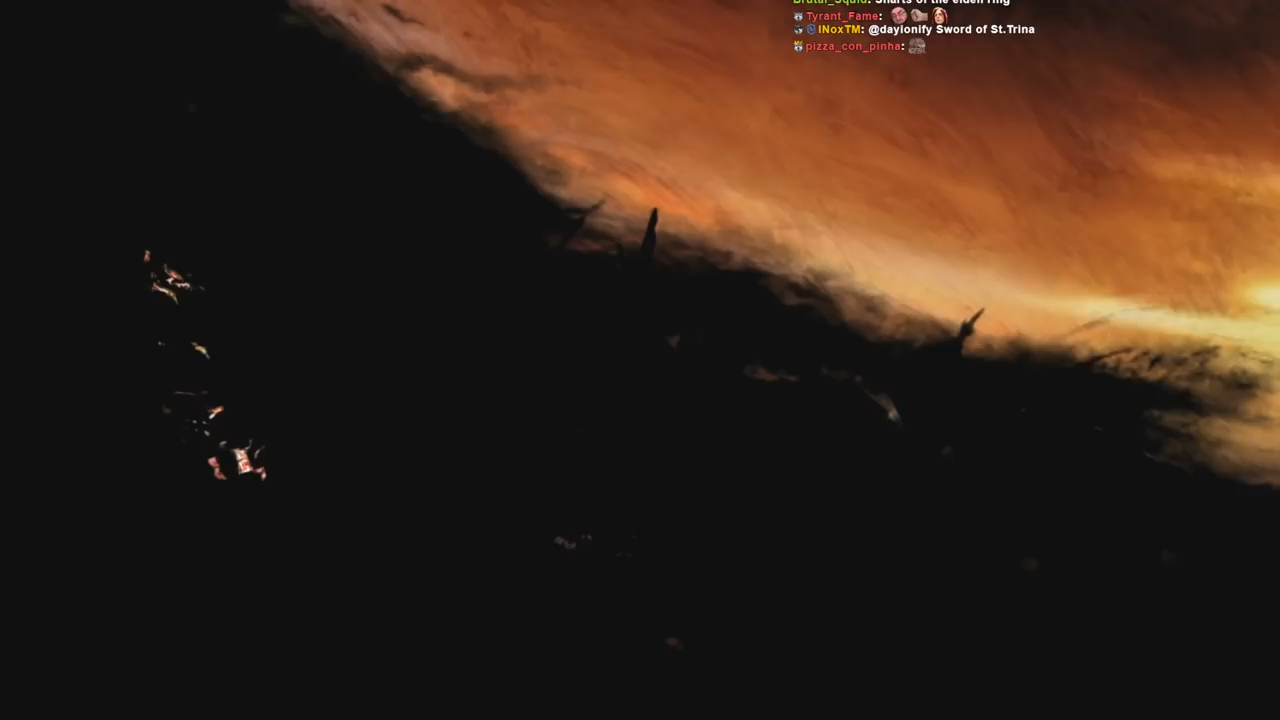 Brutal_Squid: Shards of the elden ring
Tyrant_Fame:
INoxTM: @dayionify Sword of St.Trina
pizza_con_pinha: